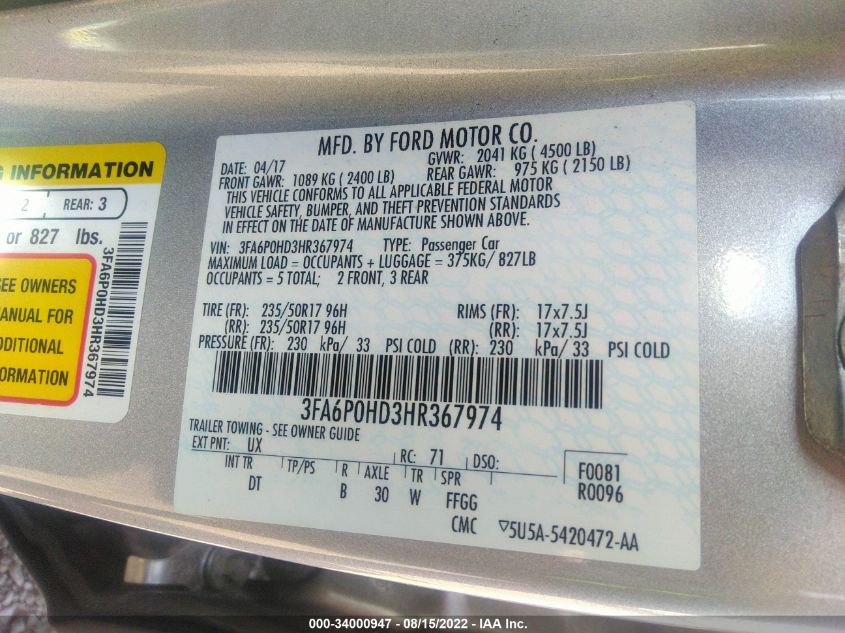 G INFORMATION
2 REAR: 3
or 827 lbs.
SEE OWNERS
MANUAL FOR
ADDITIONAL
INFORMATION
3FA6P0HD3HR367974
MFD. BY FORD MOTOR CO.
DATE: 04/17 GVWR: 2041 KG ( 4500 LB)
FRONT GAWR: 1089 KG ( 2400 LB) REAR GAWR: 975 KG ( 2150 LB)
THIS VEHICLE CONFORMS TO ALL APPLICABLE FEDERAL MOTOR
VEHICLE SAFETY, BUMPER, AND THEFT PREVENTION STANDARDS
IN EFFECT ON THE DATE OF MANUFACTURE SHOWN ABOVE.
VIN: 3FA6P0HD3HR367974 TYPE: Passenger Car
MAXIMUM LOAD = OCCUPANTS + LUGGAGE = 375KG/ 827LB
OCCUPANTS = 5 TOTAL; 2 FRONT, 3 REAR
TIRE (FR): 235/50R17 96H RIMS (FR): 17x7.5J
(RR): 235/50R17 96H (RR): 17x7.5J
PRESSURE (FR): 230 kPa/ 33 PSI COLD (RR): 230 kPa/ 33 PSI COLD
3FA6P0HD3HR367974
TRAILER TOWING - SEE OWNER GUIDE
EXT PNT: UX RC: 71 DSO: F0081
INT TR TP/PS R AXLE TR SPR R0096
DT B 30 W FFGG
CMC ▽5U5A-5420472-AA
000-34000947 - 08/15/2022 - IAA Inc.